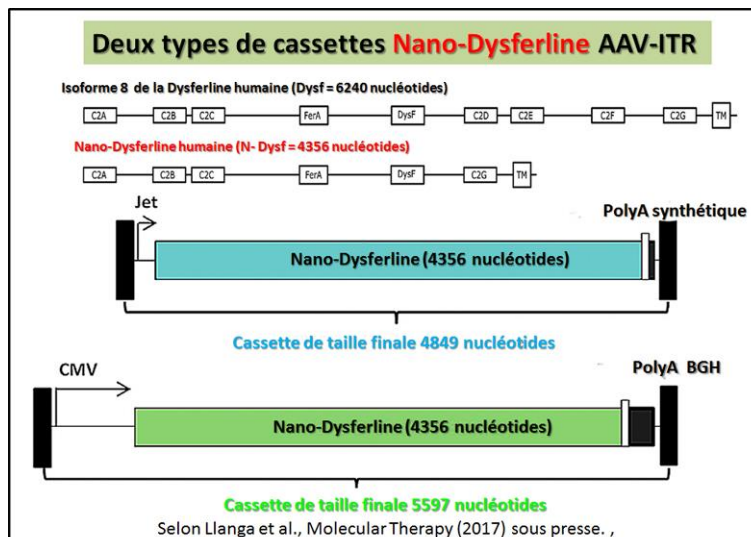 Deux types de cassettes Nano-Dysferline AAV-ITR
Isoforme 8 de la Dysferline humaine (Dysf = 6240 nucléotides)
C2A C2B C2C FerA DysF C2D C2E C2F C2G TM
Nano-Dysferline humaine (N- Dysf = 4356 nucléotides)
C2A C2B C2C FerA DysF C2G TM
Jet PolyA synthétique
Nano-Dysferline (4356 nucléotides)
Cassette de taille finale 4849 nucléotides
CMV PolyA BGH
Nano-Dysferline (4356 nucléotides)
Cassette de taille finale 5597 nucléotides
Selon Llanga et al., Molecular Therapy (2017) sous presse. ,